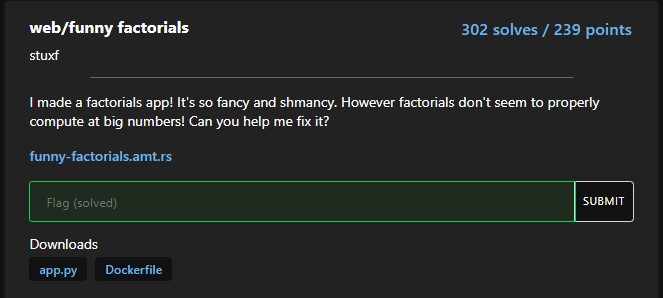 web/funny factorials
302 solves / 239 points
stuxf
I made a factorials app! It's so fancy and shmancy. However factorials don't seem to properly
compute at big numbers! Can you help me fix it?
funny-factorials.amt.rs
Flag (solved)
SUBMIT
Downloads
app.py
Dockerfile